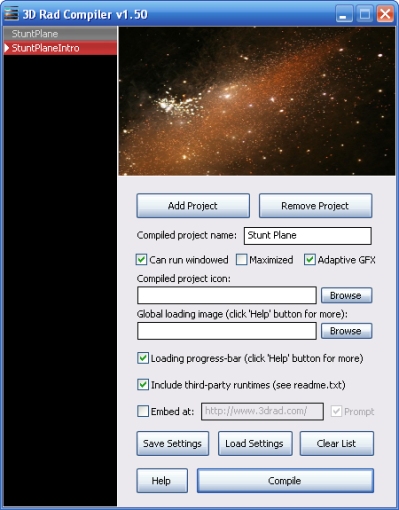 3D Rad Compiler v1.50
StuntPlane
StuntPlaneIntro
Add Project
Remove Project
Compiled project name: Stunt Plane
Can run windowed Maximized Adaptive GFX
Compiled project icon:
Browse
Global loading image (click 'Help' button for more):
Browse
Loading progress-bar (click 'Help' button for more)
Include third-party runtimes (see readme.txt)
Embed at: http://www.3drad.com/ Prompt
Save Settings Load Settings Clear List
Help Compile